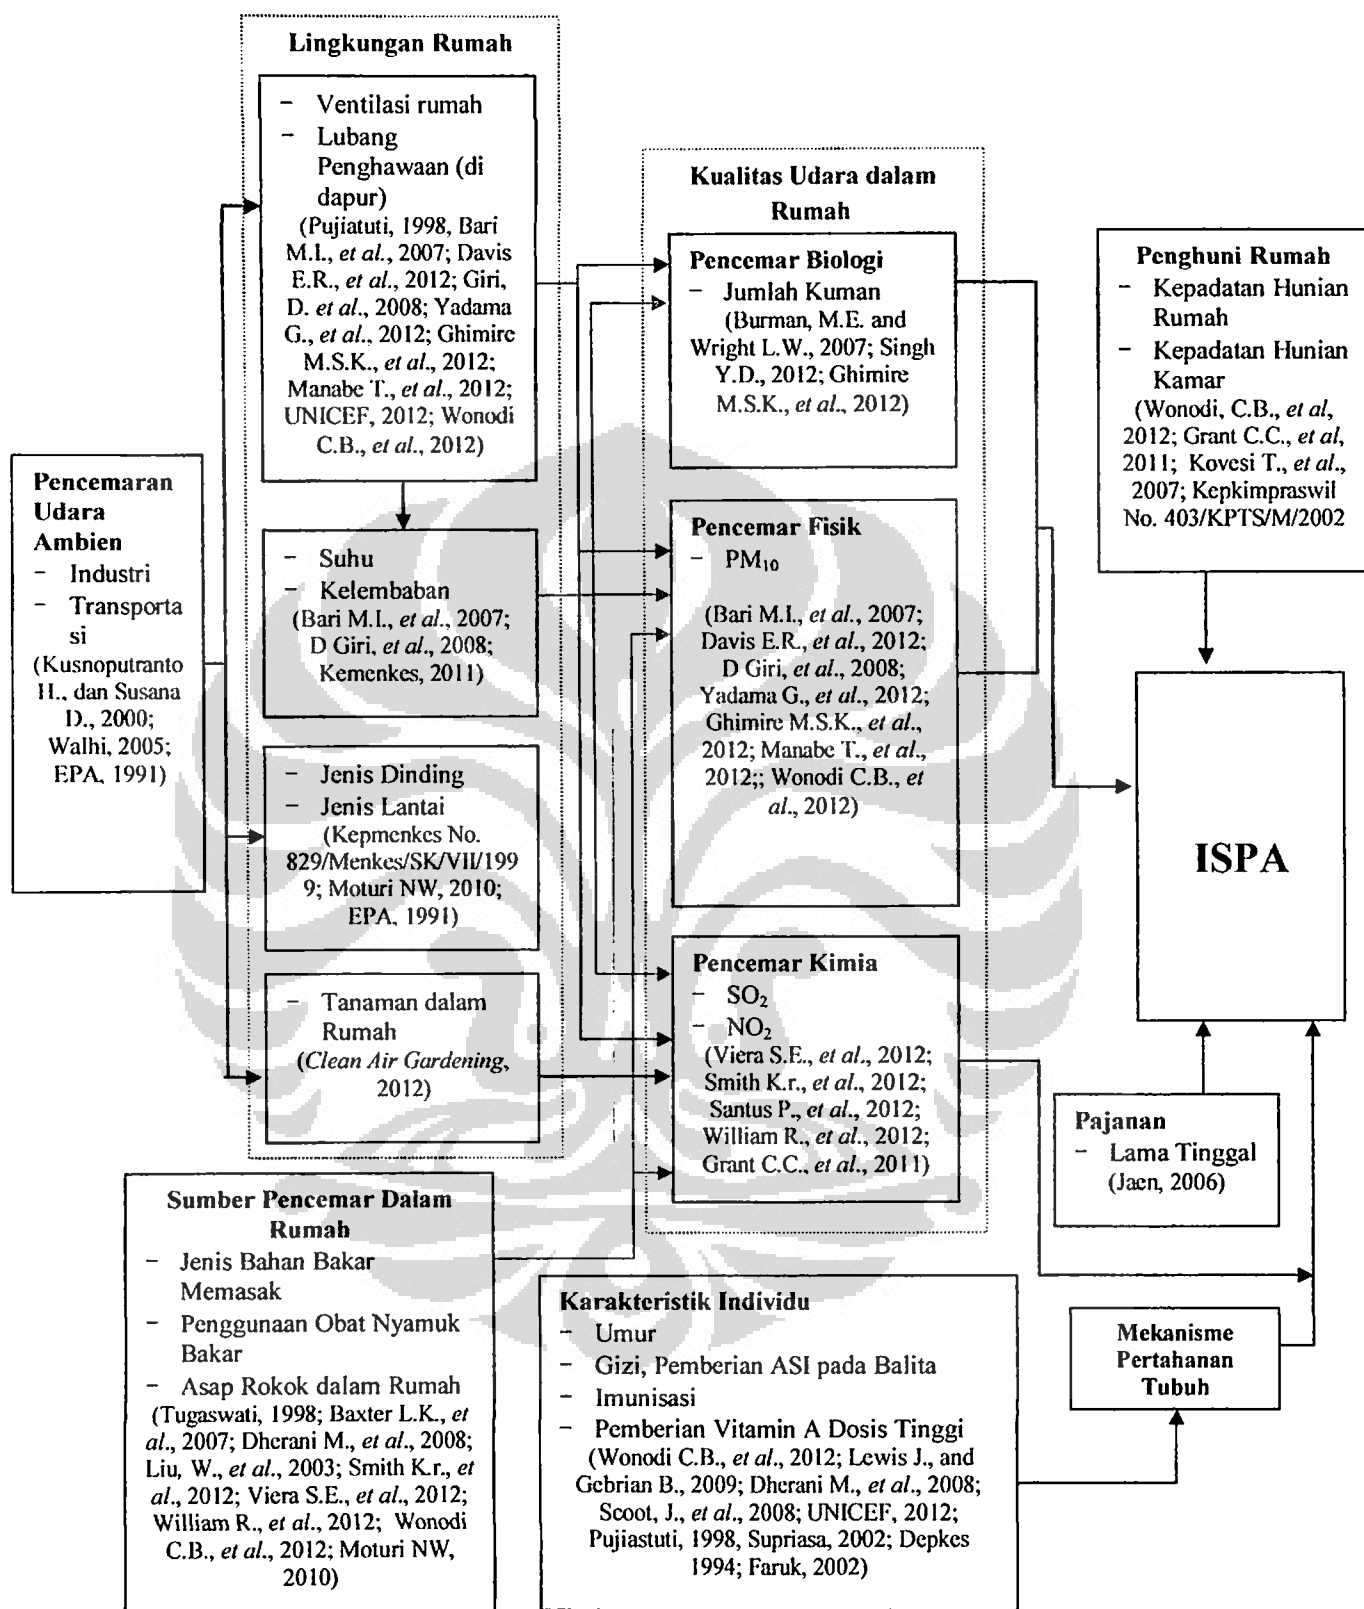 Lingkungan Rumah
- Ventilasi rumah
- Lubang
Penghawaan (di
dapur)
(Pujiatuti, 1998, Bari
M.I., et al., 2007; Davis
E.R., et al., 2012; Giri,
D. et al., 2008; Yadama
G., et al., 2012; Ghimire
M.S.K., et al., 2012;
Manabe T., et al., 2012;
UNICEF, 2012; Wonodi
C.B., et al., 2012)
Pencemaran
Udara
Ambien
- Industri
- Transporta
si
(Kusnoputranto
H., dan Susana
D., 2000;
Walhi, 2005;
EPA, 1991)
- Suhu
- Kelembaban
(Bari M.I., et al., 2007;
D Giri, et al., 2008;
Kemenkes, 2011)
- Jenis Dinding
- Jenis Lantai
(Kepmenkes No.
829/Menkes/SK/VII/199
9; Moturi NW, 2010;
EPA, 1991)
- Tanaman dalam
Rumah
(Clean Air Gardening,
2012)
Sumber Pencemar Dalam
Rumah
- Jenis Bahan Bakar
Memasak
- Penggunaan Obat Nyamuk
Bakar
- Asap Rokok dalam Rumah
(Tugaswati, 1998; Baxter L.K., et
al., 2007; Dherani M., et al., 2008;
Liu, W., et al., 2003; Smith K.r., et
al., 2012; Viera S.E., et al., 2012;
William R., et al., 2012; Wonodi
C.B., et al., 2012; Moturi NW,
2010)
Kualitas Udara dalam
Rumah
Pencemar Biologi
- Jumlah Kuman
(Burman, M.E. and
Wright L.W., 2007; Singh
Y.D., 2012; Ghimire
M.S.K., et al., 2012)
Pencemar Fisik
- PM₁₀
(Bari M.I., et al., 2007;
Davis E.R., et al., 2012;
D Giri, et al., 2008;
Yadama G., et al., 2012;
Ghimire M.S.K., et al.,
2012; Manabe T., et al.,
2012;; Wonodi C.B., et
al., 2012)
Pencemar Kimia
- SO₂
- NO₂
(Viera S.E., et al., 2012;
Smith K.r., et al., 2012;
Santus P., et al., 2012;
William R., et al., 2012;
Grant C.C., et al., 2011)
Karakteristik Individu
- Umur
- Gizi, Pemberian ASI pada Balita
- Imunisasi
- Pemberian Vitamin A Dosis Tinggi
(Wonodi C.B., et al., 2012; Lewis J., and
Gebrian B., 2009; Dherani M., et al., 2008;
Scoot, J., et al., 2008; UNICEF, 2012;
Pujiastuti, 1998, Supriasa, 2002; Depkes
1994; Faruk, 2002)
Penghuni Rumah
- Kepadatan Hunian
Rumah
- Kepadatan Hunian
Kamar
(Wonodi, C.B., et al,
2012; Grant C.C., et al,
2011; Kovesi T., et al.,
2007; Kepkimpraswil
No. 403/KPTS/M/2002
ISPA
Pajanan
- Lama Tinggal
(Jaen, 2006)
Mekanisme
Pertahanan
Tubuh